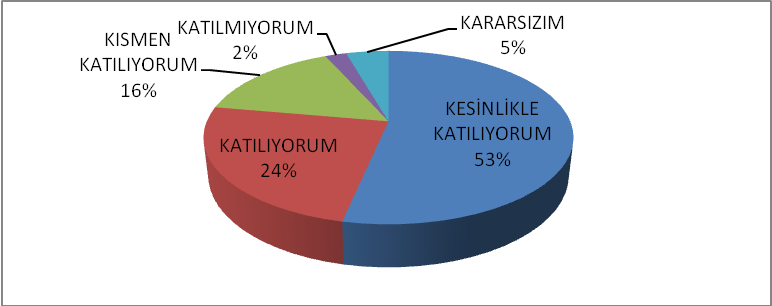 KATILMIYORUM
2%
KARARSIZIM
5%
KISMEN
KATILIYORUM
16%
KESİNLİKLE
KATILIYORUM
53%
KATILIYORUM
24%